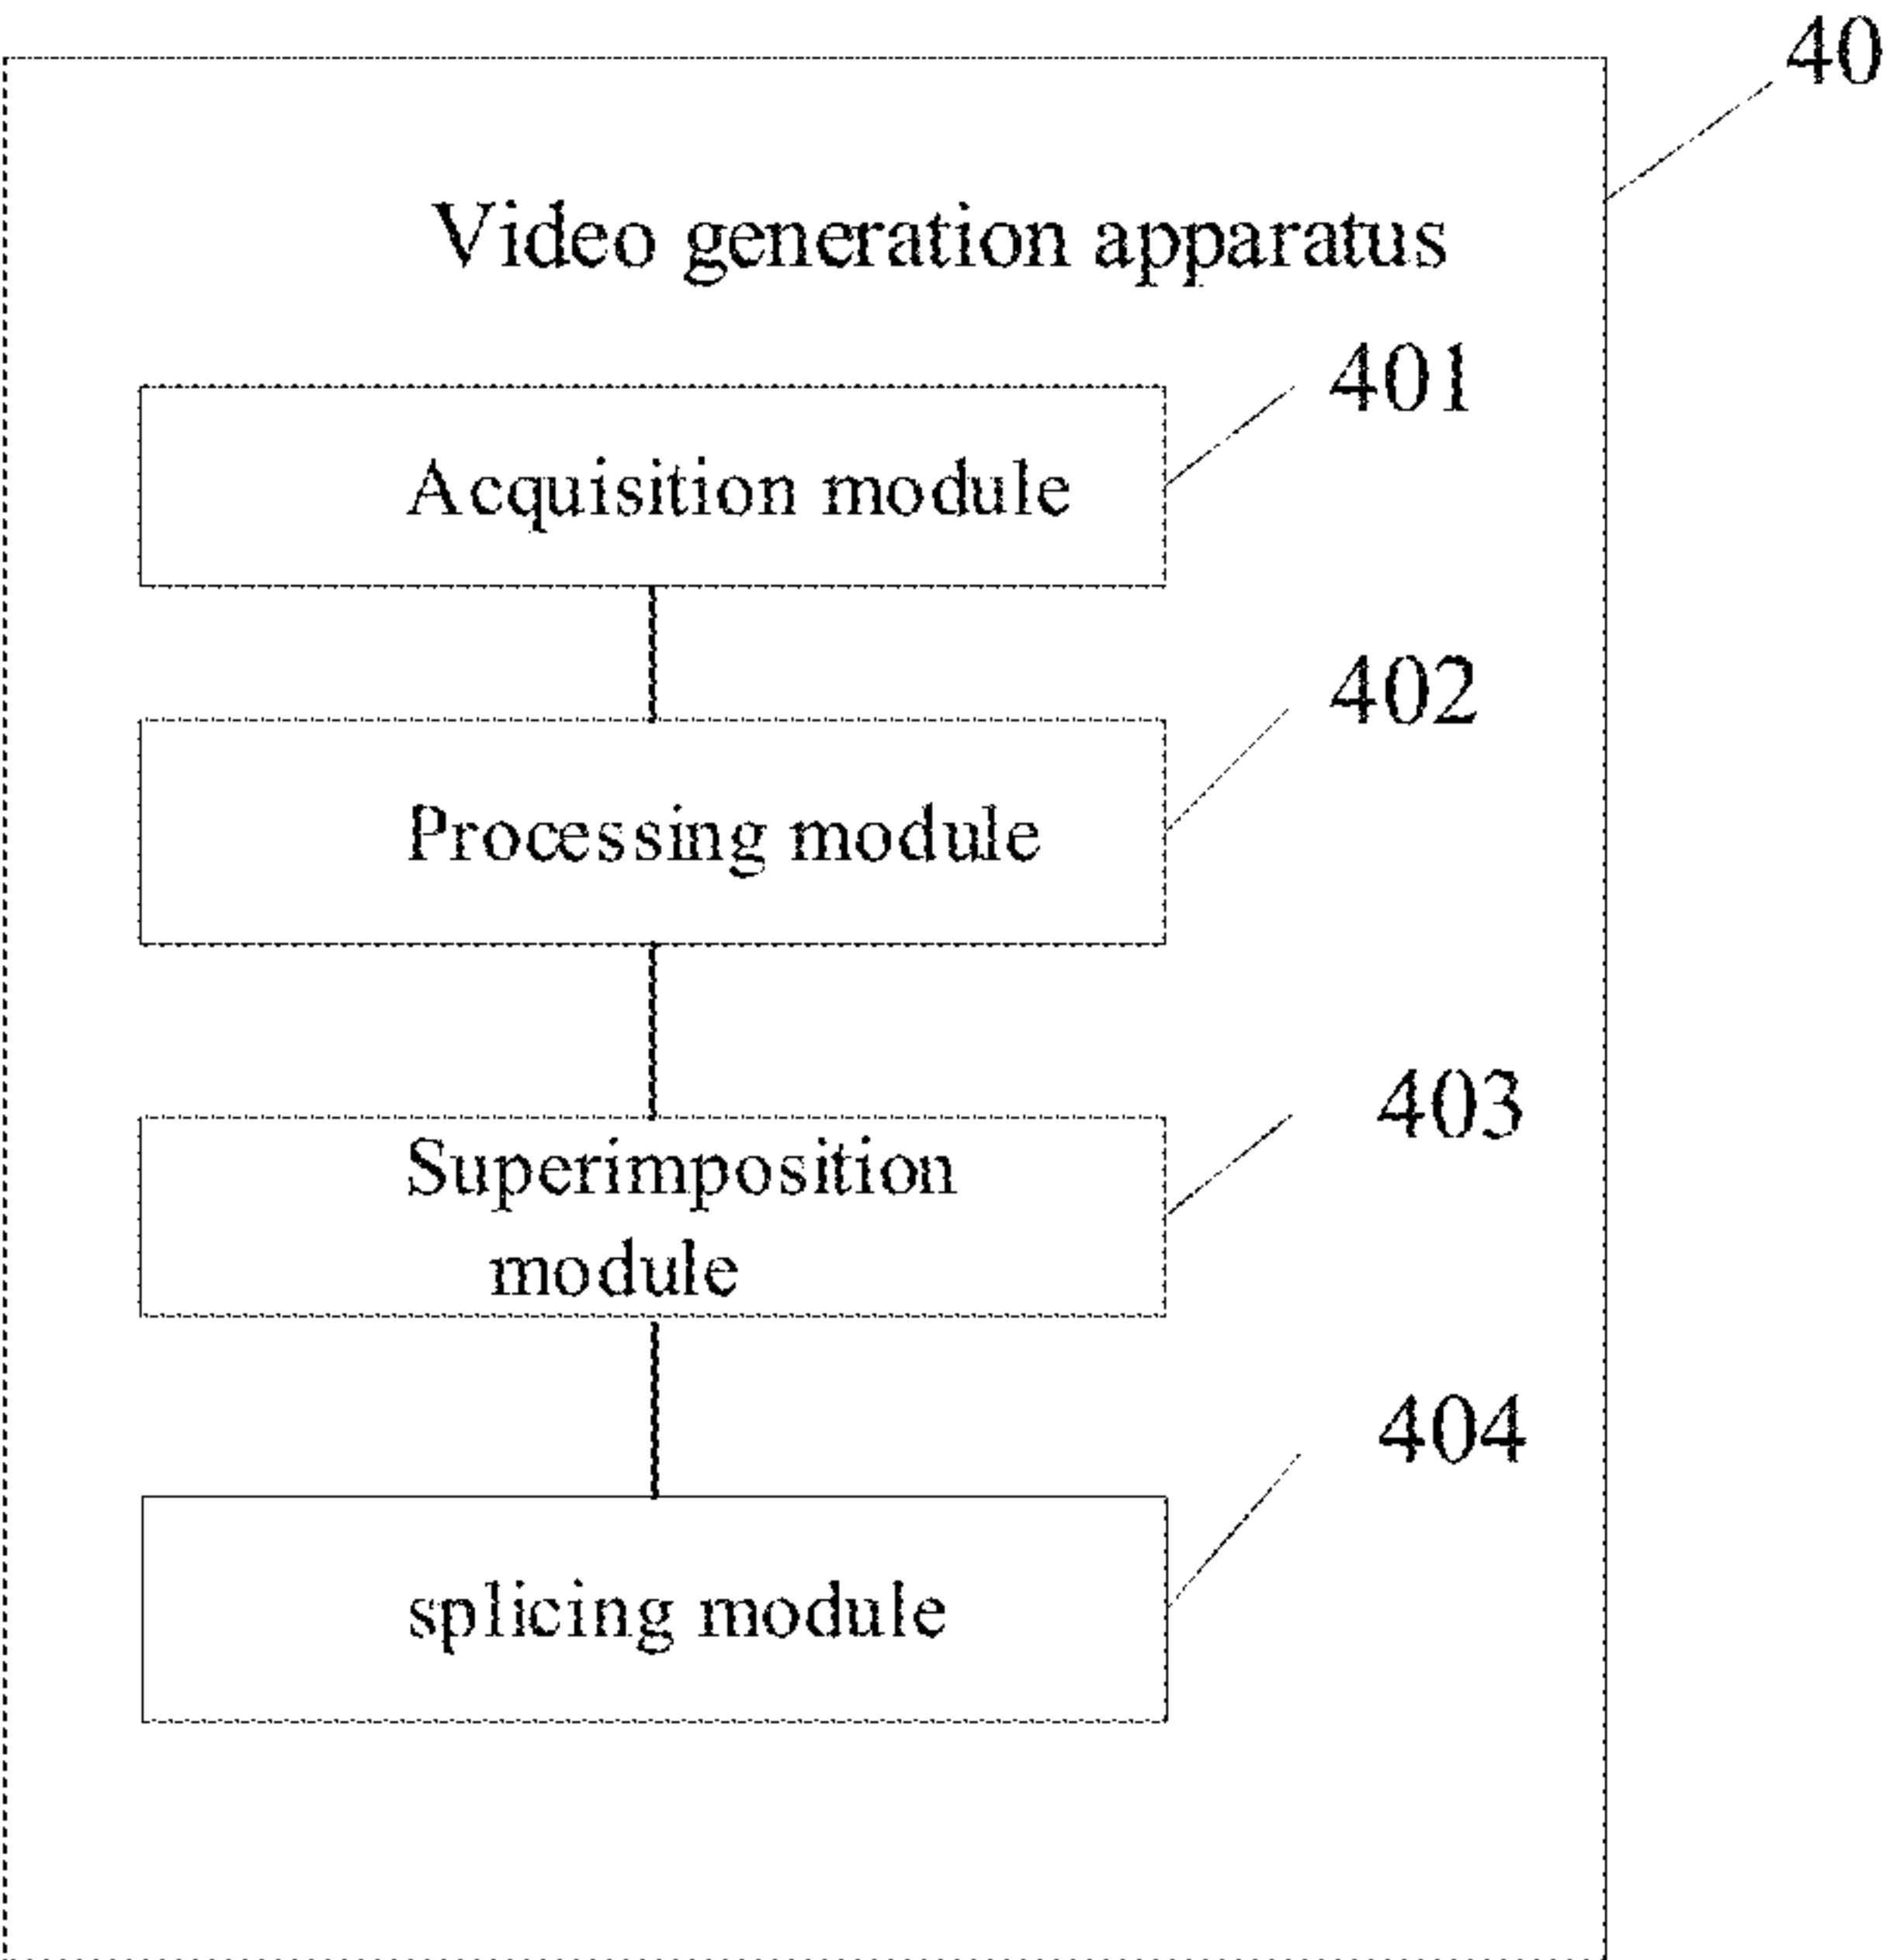 40
Video generation apparatus
401
Acquisition module
402
Processing module
403
Superimposition
module
404
splicing module